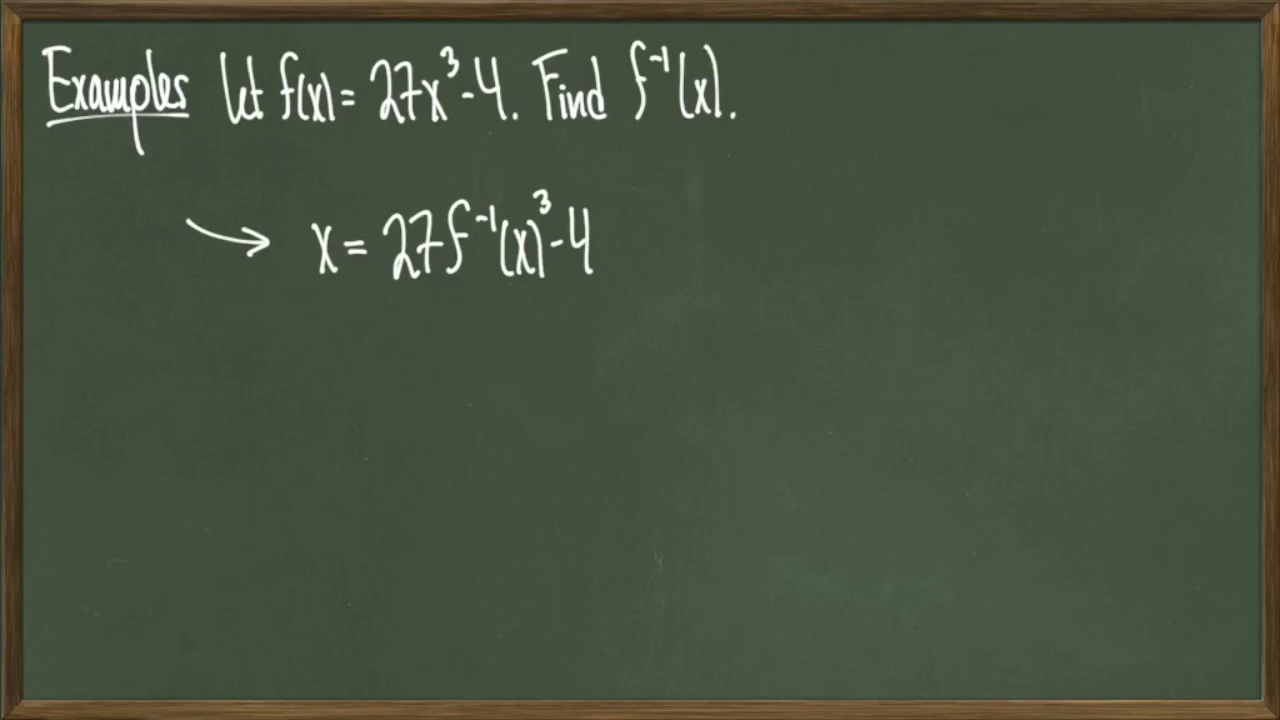 Examples Let f(x) = 27x³-4. Find f⁻¹(x).
→ x = 27f⁻¹(x)³-4